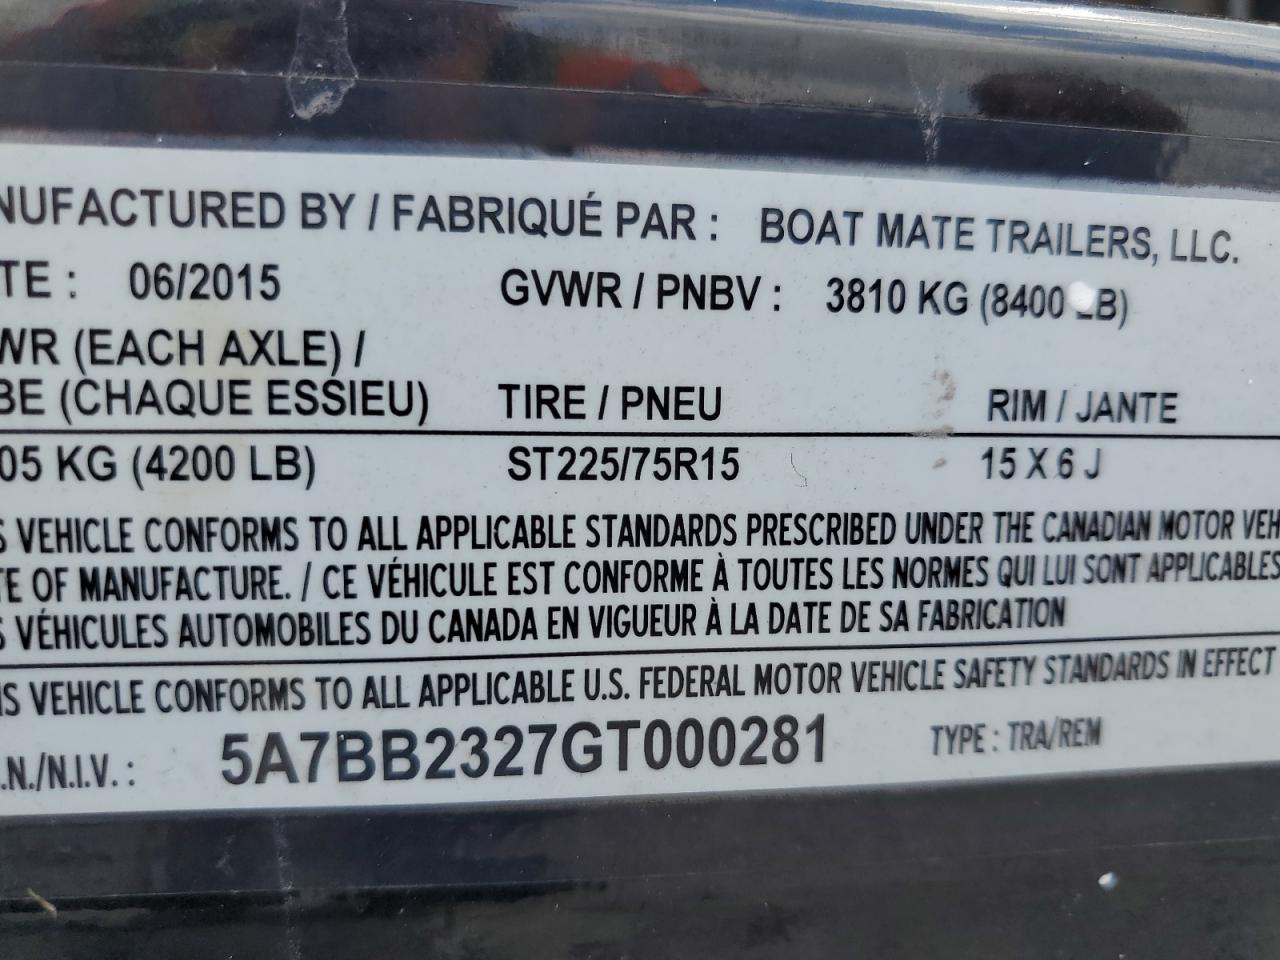 NUFACTURED BY / FABRIQUÉ PAR : BOAT MATE TRAILERS, LLC.
TE : 06/2015 GVWR / PNBV : 3810 KG (8400 LB)
WR (EACH AXLE) /
BE (CHAQUE ESSIEU) TIRE / PNEU RIM / JANTE
05 KG (4200 LB) ST225/75R15 15 X 6 J
S VEHICLE CONFORMS TO ALL APPLICABLE STANDARDS PRESCRIBED UNDER THE CANADIAN MOTOR VEH
TE OF MANUFACTURE. / CE VÉHICULE EST CONFORME À TOUTES LES NORMES QUI LUI SONT APPLICABLES
S VÉHICULES AUTOMOBILES DU CANADA EN VIGUEUR À LA DATE DE SA FABRICATION
IS VEHICLE CONFORMS TO ALL APPLICABLE U.S. FEDERAL MOTOR VEHICLE SAFETY STANDARDS IN EFFECT
.N./N.I.V. : 5A7BB2327GT000281 TYPE : TRA/REM